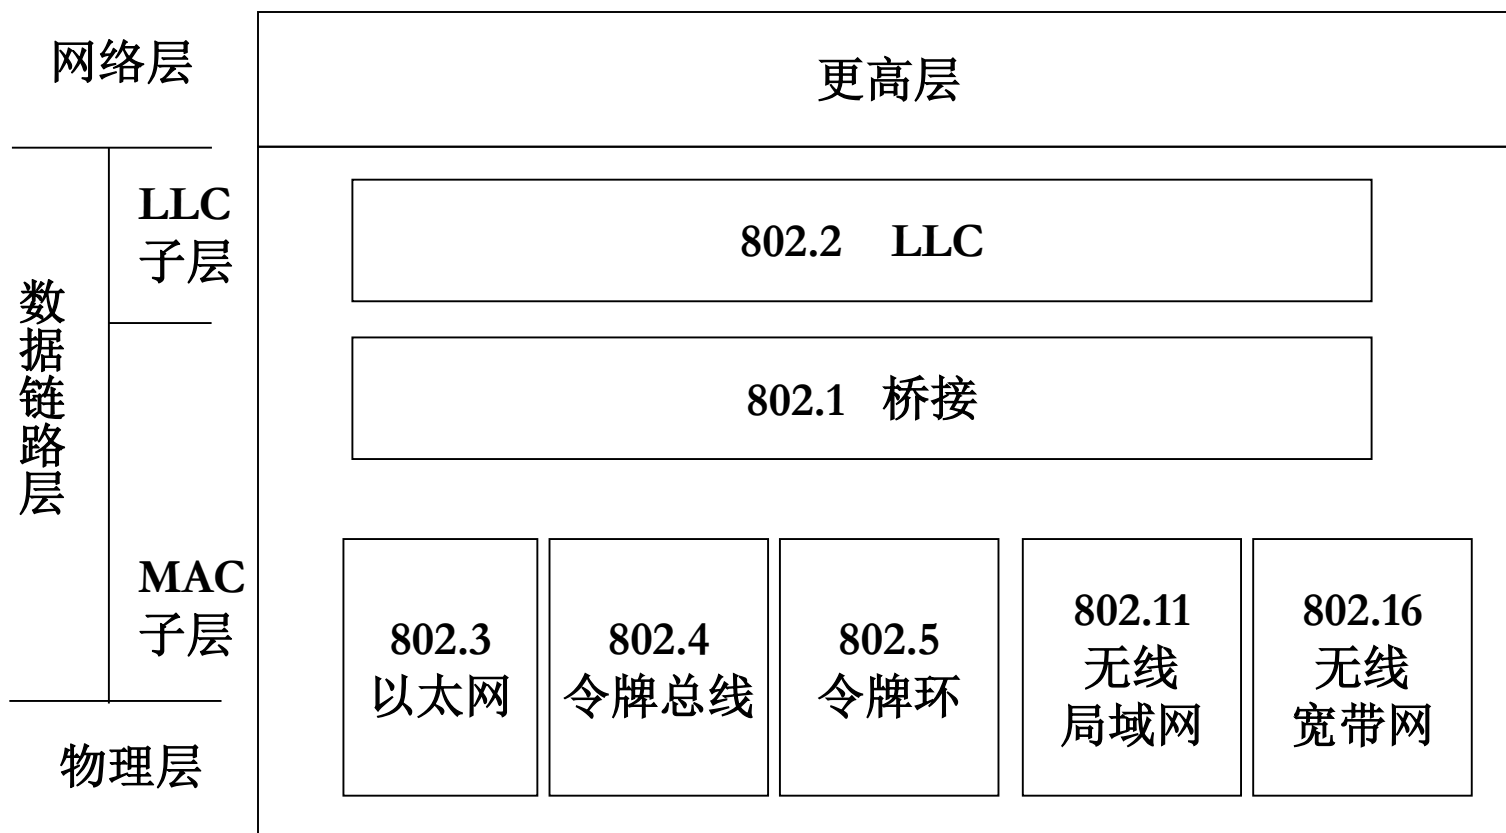 网络层
更高层
LLC
子层
802.2 LLC
数据链路层
802.1 桥接
MAC
子层
802.3
以太网
802.4
令牌总线
802.5
令牌环
802.11
无线
局域网
802.16
无线
宽带网
物理层